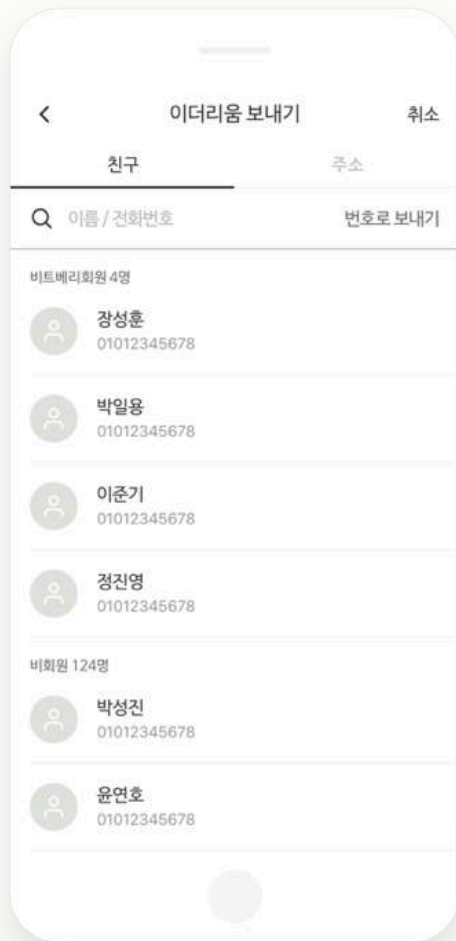 이더리움 보내기 취소
친구 주소
이름 / 전화번호 번호로 보내기
비트베리회원 4명
장성훈
01012345678
박일용
01012345678
이준기
01012345678
정진영
01012345678
비회원 124명
박성진
01012345678
윤연호
01012345678